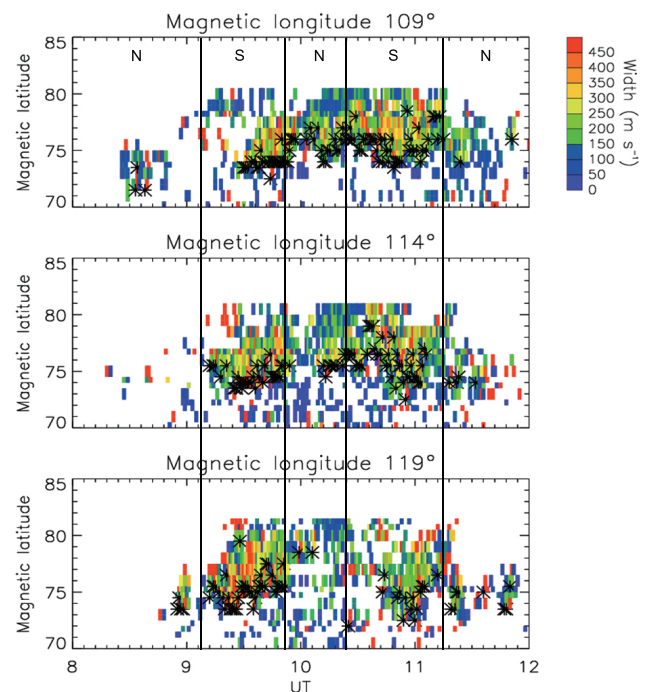 Magnetic longitude 109°
85
80
75
70
Magnetic latitude
N S N S N
450
400
350
300
250
200
150
100
50
0
Width (m s⁻¹)
Magnetic longitude 114°
85
80
75
70
Magnetic latitude
Magnetic longitude 119°
85
80
75
70
Magnetic latitude
8 9 10 11 12
UT